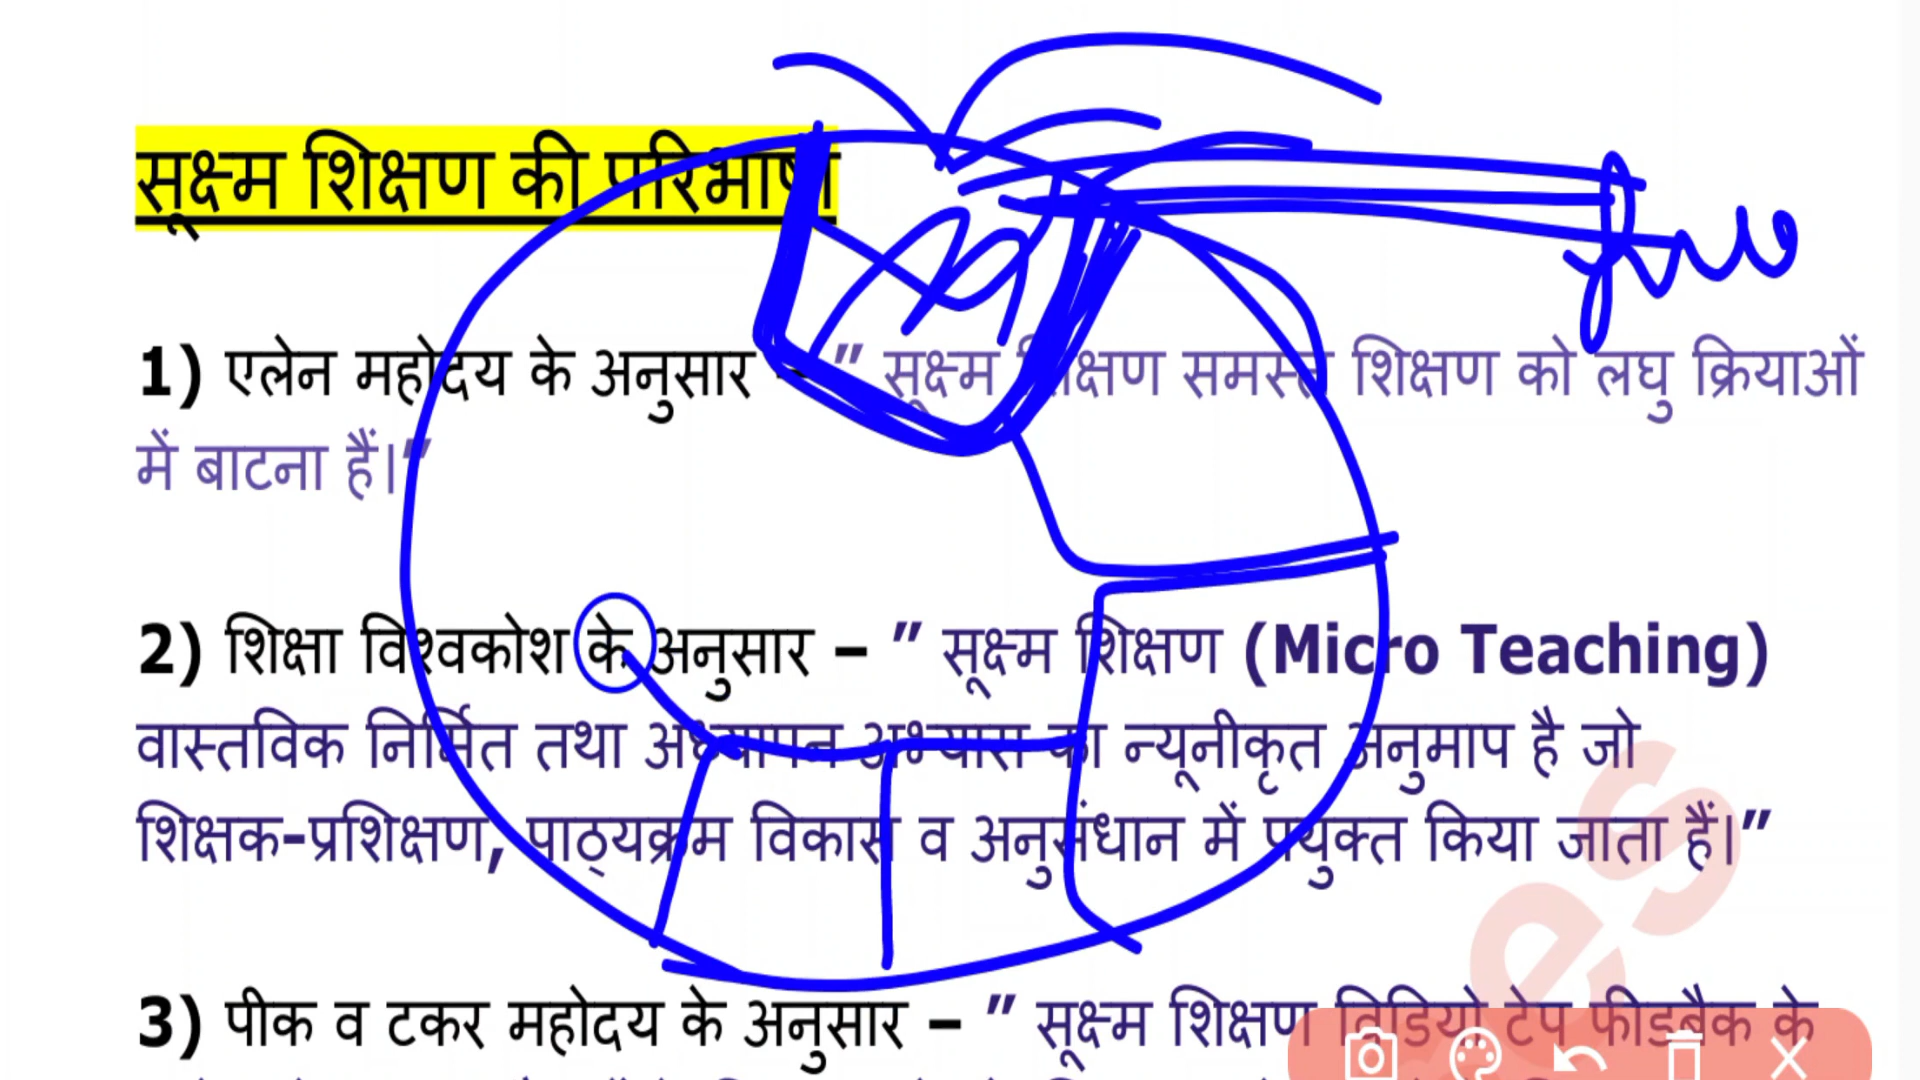 सूक्ष्म शिक्षण की परिभाषा
1) एलेन महोदय के अनुसार – ” सूक्ष्म शिक्षण समस्त शिक्षण को लघु क्रियाओं
में बाटना हैं।”
2) शिक्षा विश्वकोश के अनुसार – ” सूक्ष्म शिक्षण (Micro Teaching)
वास्तविक निर्मित तथा अध्यापन अभ्यास का न्यूनीकृत अनुमाप है जो
शिक्षक-प्रशिक्षण, पाठ्यक्रम विकास व अनुसंधान में प्रयुक्त किया जाता हैं।”
3) पीक व टकर महोदय के अनुसार – ” सूक्ष्म शिक्षण विडियो टेप फीडबैक के
es